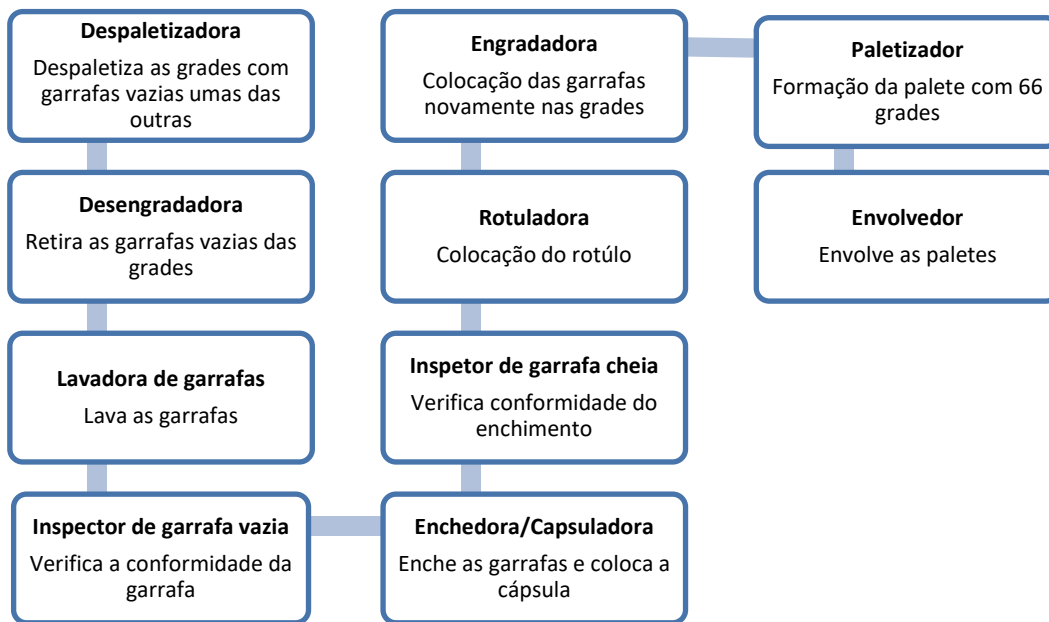 Despaletizadora
Despaletiza as grades com
garrafas vazias umas das
outras
Desengradadora
Retira as garrafas vazias das
grades
Lavadora de garrafas
Lava as garrafas
Inspector de garrafa vazia
Verifica a conformidade da
garrafa
Enchedora/Capsuladora
Enche as garrafas e coloca a
cápsula
Inspetor de garrafa cheia
Verifica conformidade do
enchimento
Rotuladora
Colocação do rotúlo
Engradadora
Colocação das garrafas
novamente nas grades
Paletizador
Formação da palete com 66
grades
Envolvedor
Envolve as paletes